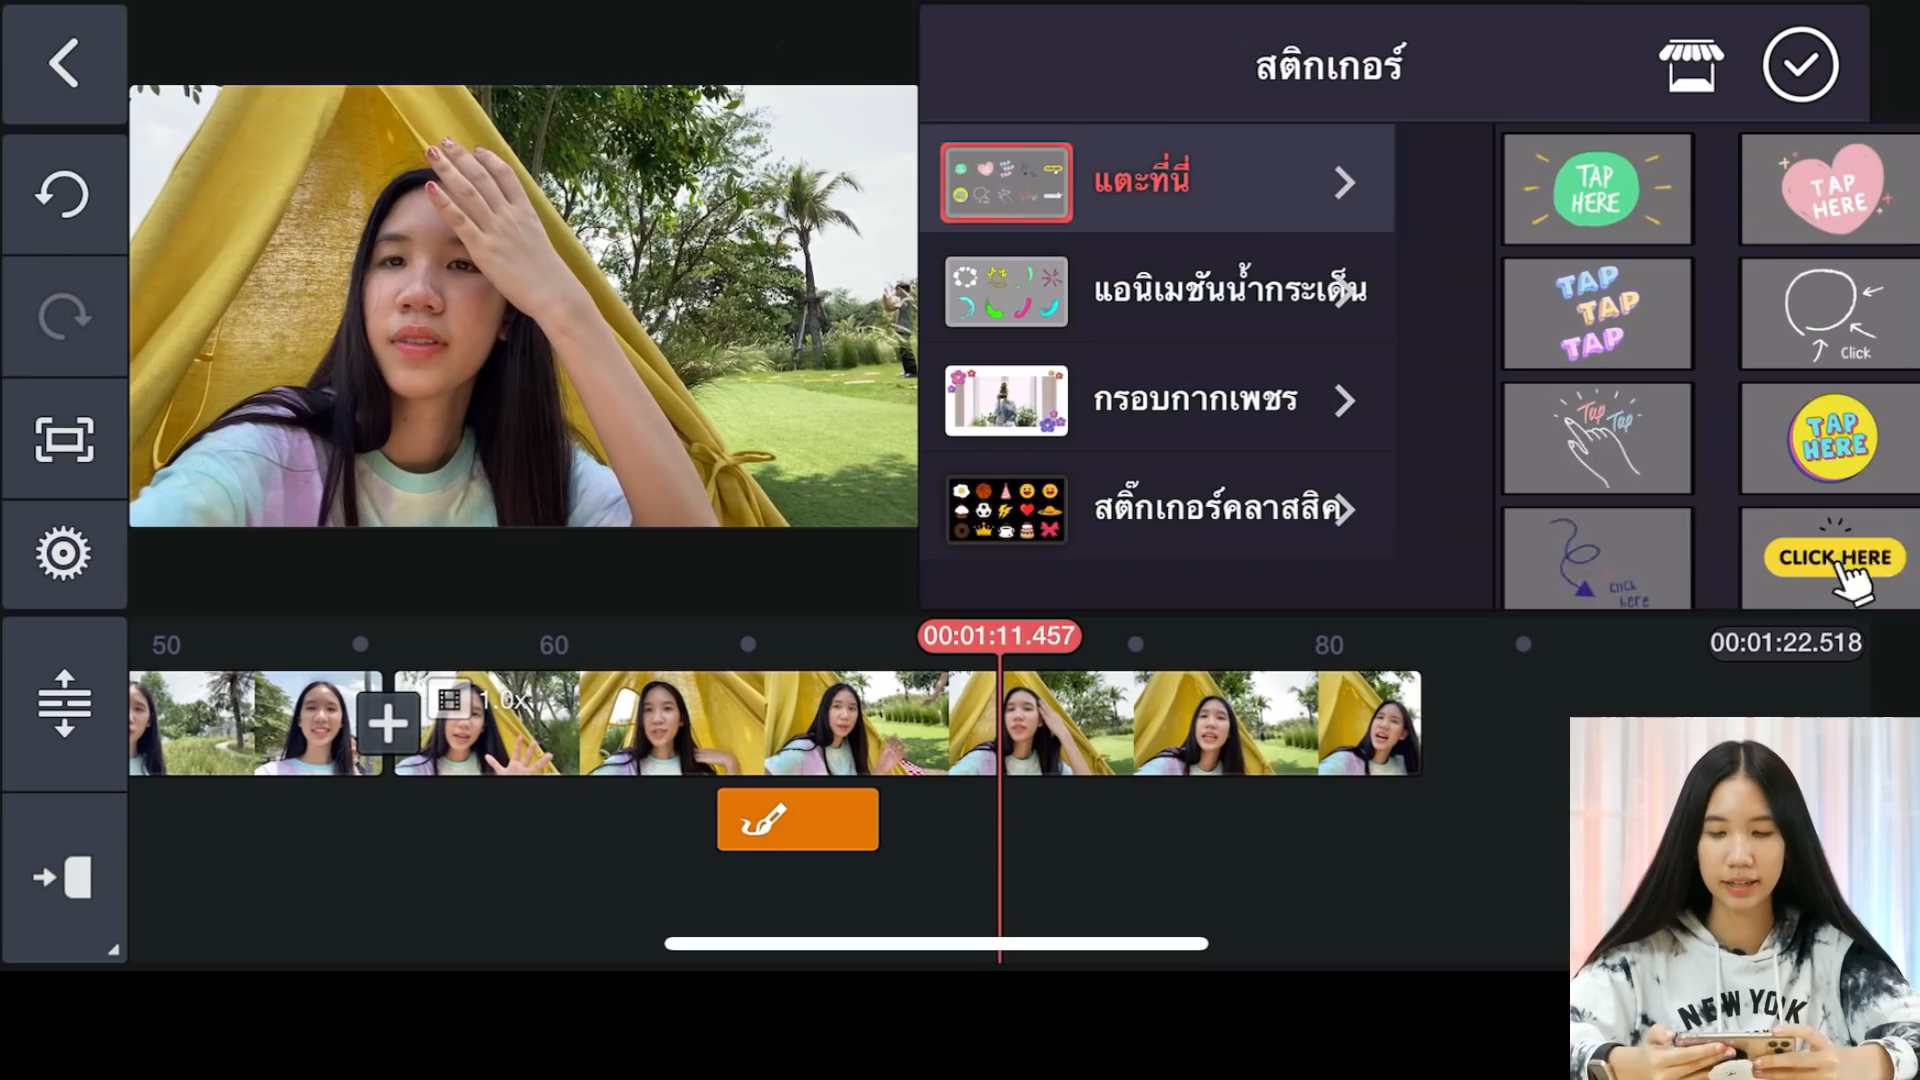 สติกเกอร์
แตะที่นี่
แอนิเมชันน้ำกระเด็น
กรอบกากเพชร
สติ๊กเกอร์คลาสสิค
TAP HERE
TAP HERE
TAP TAP TAP
Click
Tap Tap
TAP HERE
click here
CLICK HERE
50
60
00:01:11.457
80
00:01:22.518
1.0x
NEW YORK